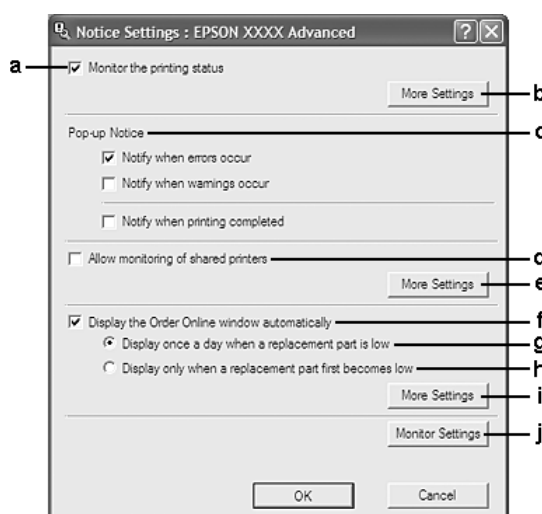 Notice Settings : EPSON XXXX Advanced
a Monitor the printing status
More Settings b
Pop-up Notice c
Notify when errors occur
Notify when warnings occur
Notify when printing completed
Allow monitoring of shared printers d
More Settings e
Display the Order Online window automatically f
Display once a day when a replacement part is low g
Display only when a replacement part first becomes low h
More Settings i
Monitor Settings j
OK Cancel